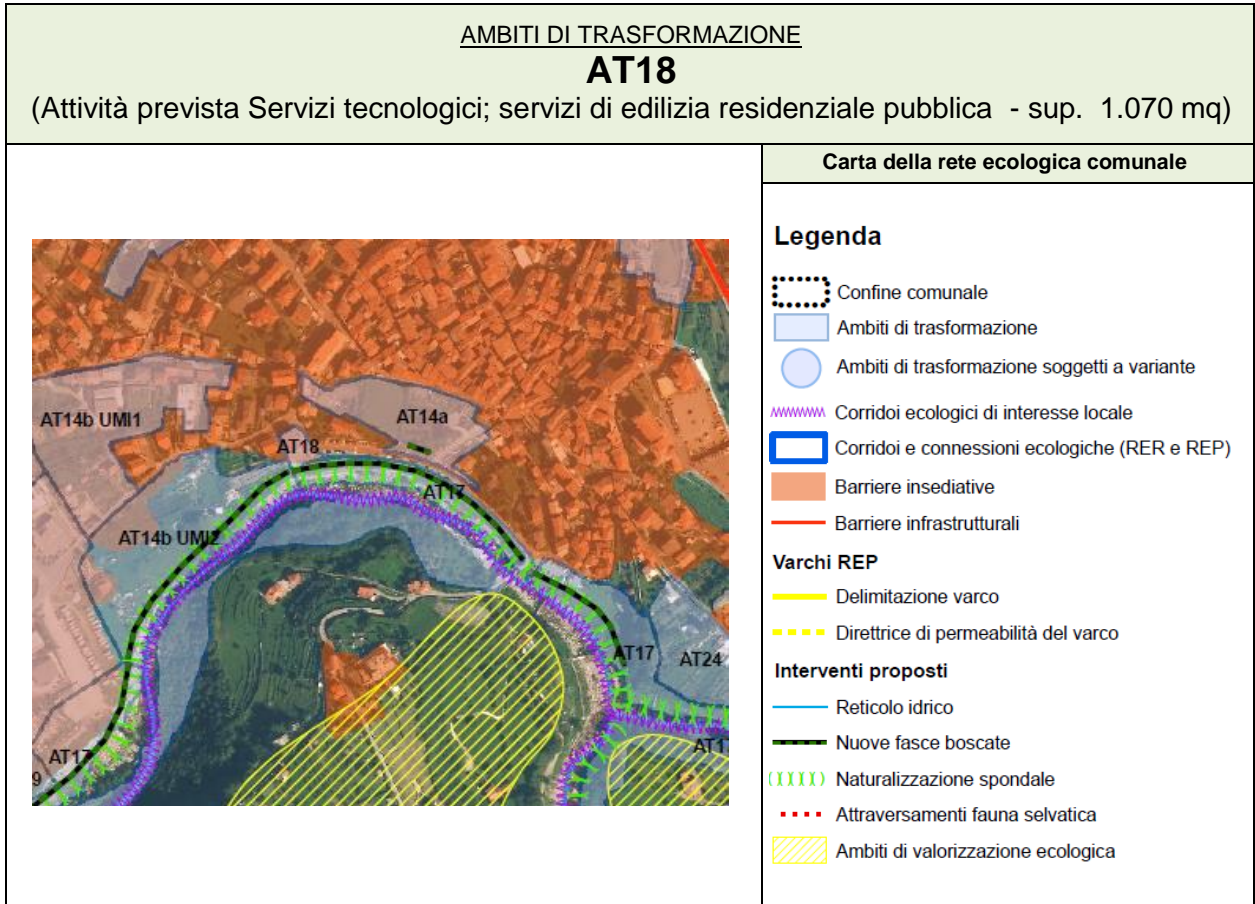 AMBITI DI TRASFORMAZIONE
AT18
(Attività prevista Servizi tecnologici; servizi di edilizia residenziale pubblica - sup. 1.070 mq)
Carta della rete ecologica comunale
AT14b UMI1
AT14a
AT18
AT17
AT14b UMI2
AT17
AT24
AT17
9
AT1
Legenda
Confine comunale
Ambiti di trasformazione
Ambiti di trasformazione soggetti a variante
Corridoi ecologici di interesse locale
Corridoi e connessioni ecologiche (RER e REP)
Barriere insediative
Barriere infrastrutturali
Varchi REP
Delimitazione varco
Direttrice di permeabilità del varco
Interventi proposti
Reticolo idrico
Nuove fasce boscate
Naturalizzazione spondale
Attraversamenti fauna selvatica
Ambiti di valorizzazione ecologica